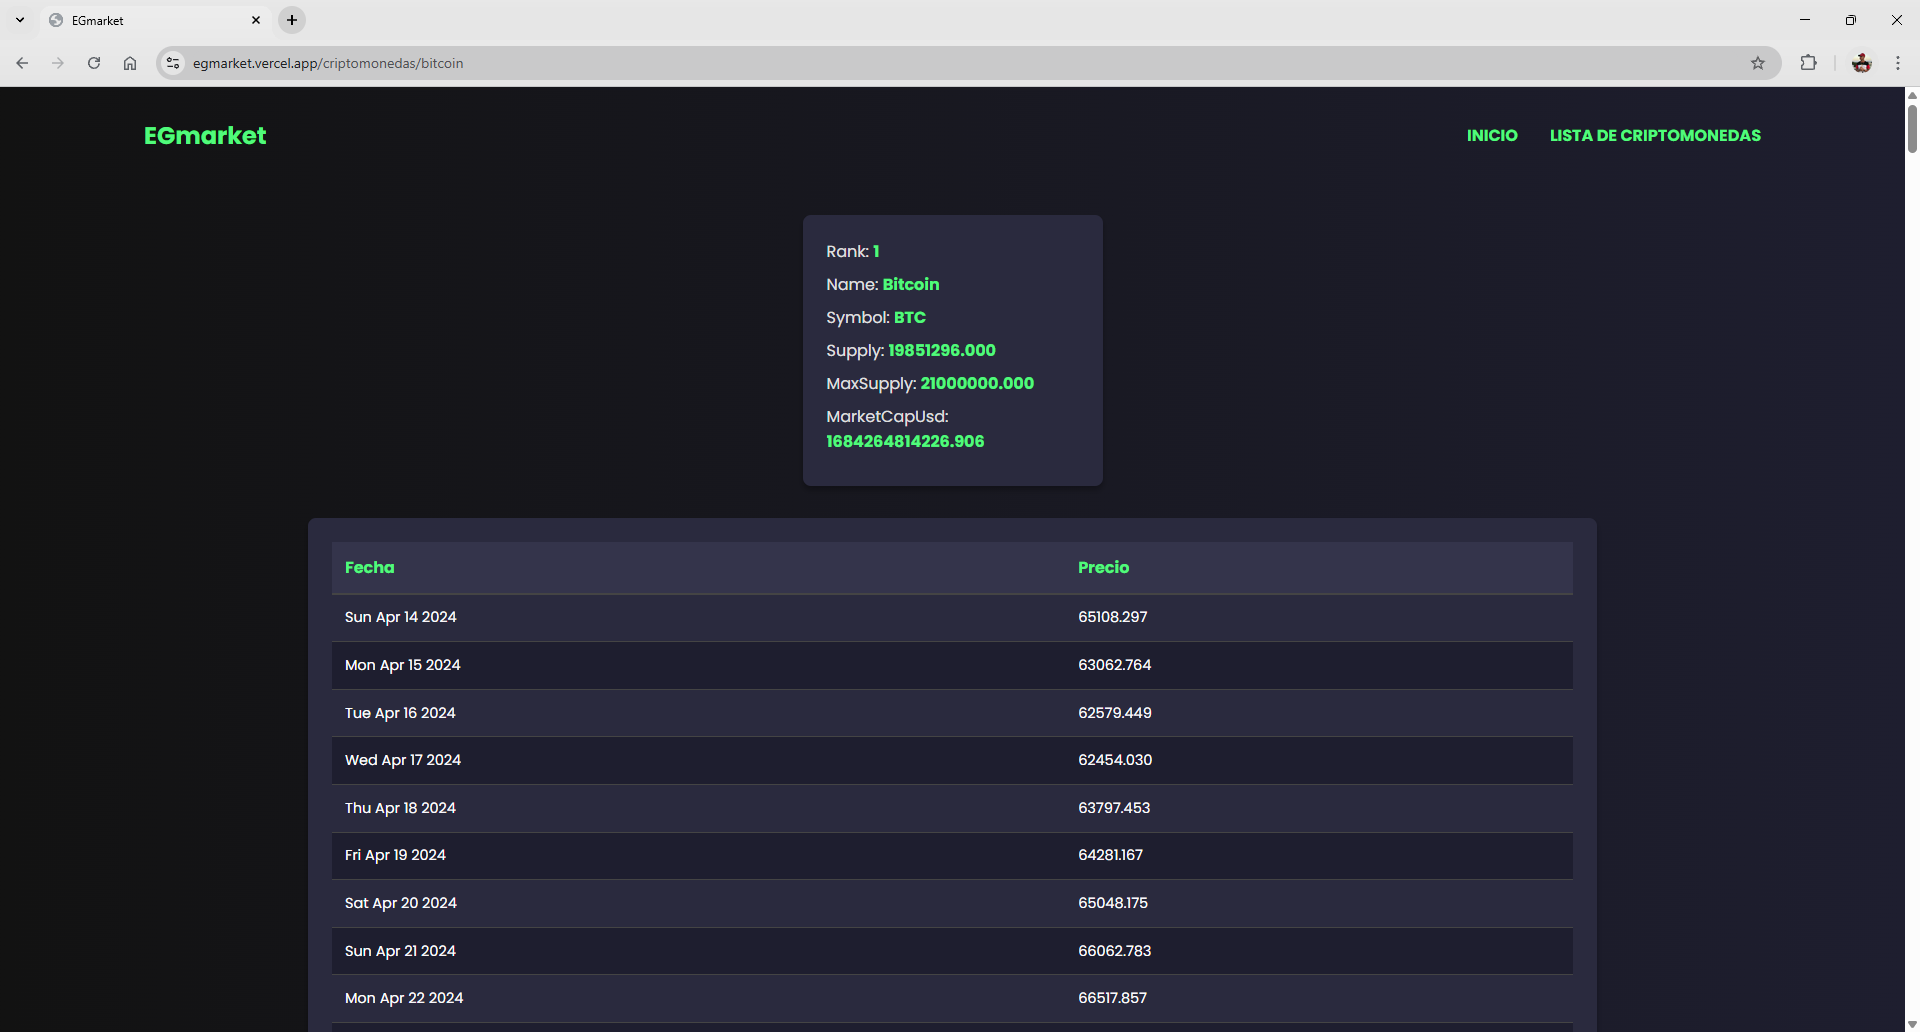 EGmarket
egmarket.vercel.app/criptomonedas/bitcoin
EGmarket
INICIO
LISTA DE CRIPTOMONEDAS
Rank: 1
Name: Bitcoin
Symbol: BTC
Supply: 19851296.000
MaxSupply: 21000000.000
MarketCapUsd:
1684264814226.906
Fecha Precio
Sun Apr 14 2024 65108.297
Mon Apr 15 2024 63062.764
Tue Apr 16 2024 62579.449
Wed Apr 17 2024 62454.030
Thu Apr 18 2024 63797.453
Fri Apr 19 2024 64281.167
Sat Apr 20 2024 65048.175
Sun Apr 21 2024 66062.783
Mon Apr 22 2024 66517.857